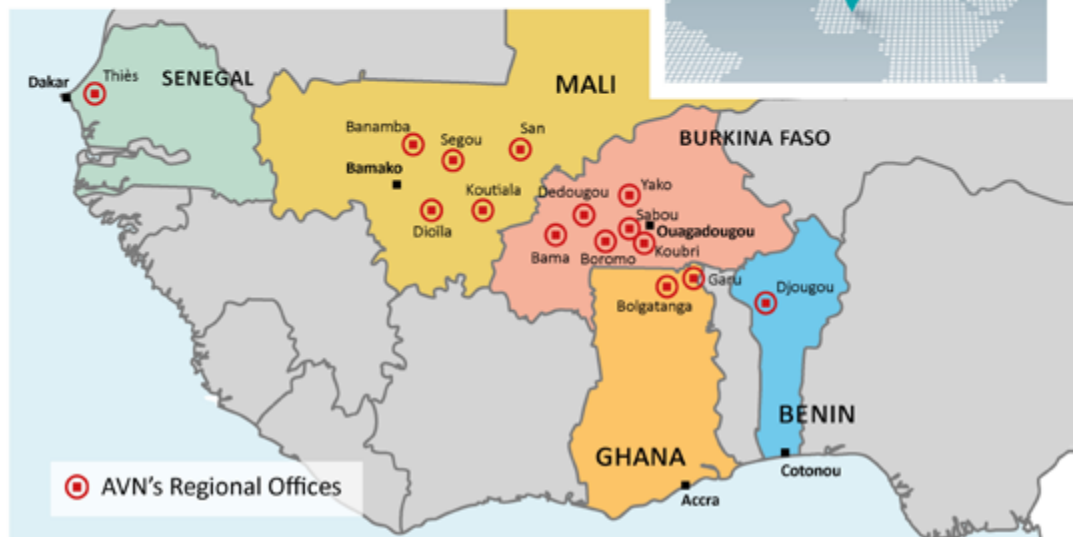 MALI
SENEGAL
Thiès
Dakar
Banamba
Segou
San
BURKINA FASO
Bamako
Koutiala
Dedougou
Yako
Sabou
Ouagadougou
Dioïla
Bama
Boromo
Koubri
Garu
Bolgatanga
Djougou
BENIN
GHANA
Cotonou
AVN's Regional Offices
Accra